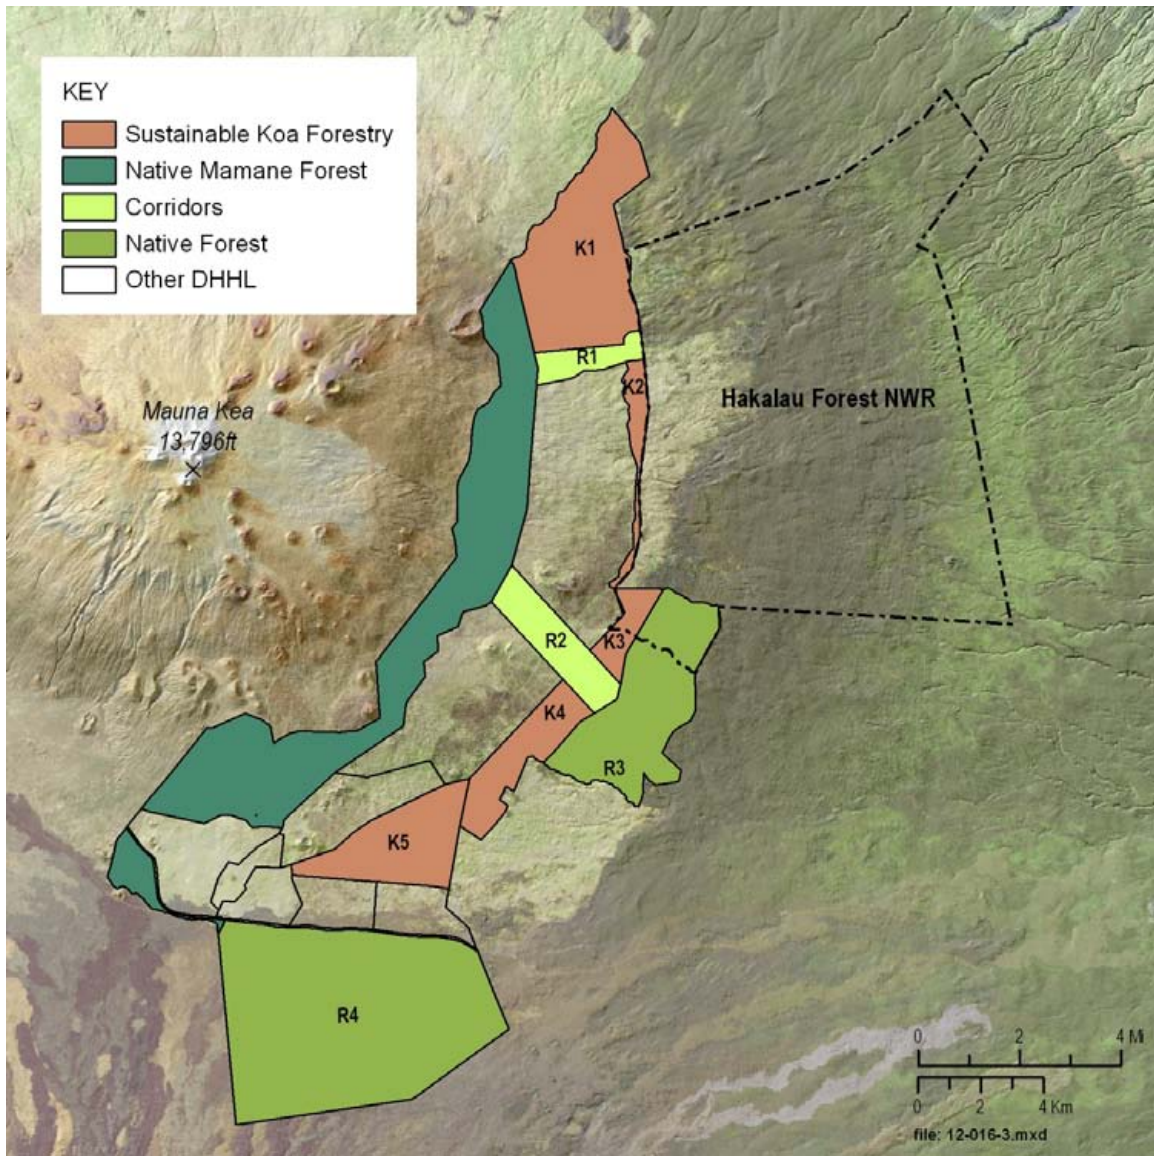 KEY
Sustainable Koa Forestry
Native Mamane Forest
Corridors
Native Forest
Other DHHL
K1
R1
K2
Hakalau Forest NWR
Mauna Kea
13,796ft
R2
K3
K4
R3
K5
R4
0 2 4 Mi
0 2 4 Km
file: 12-016-3.mxd